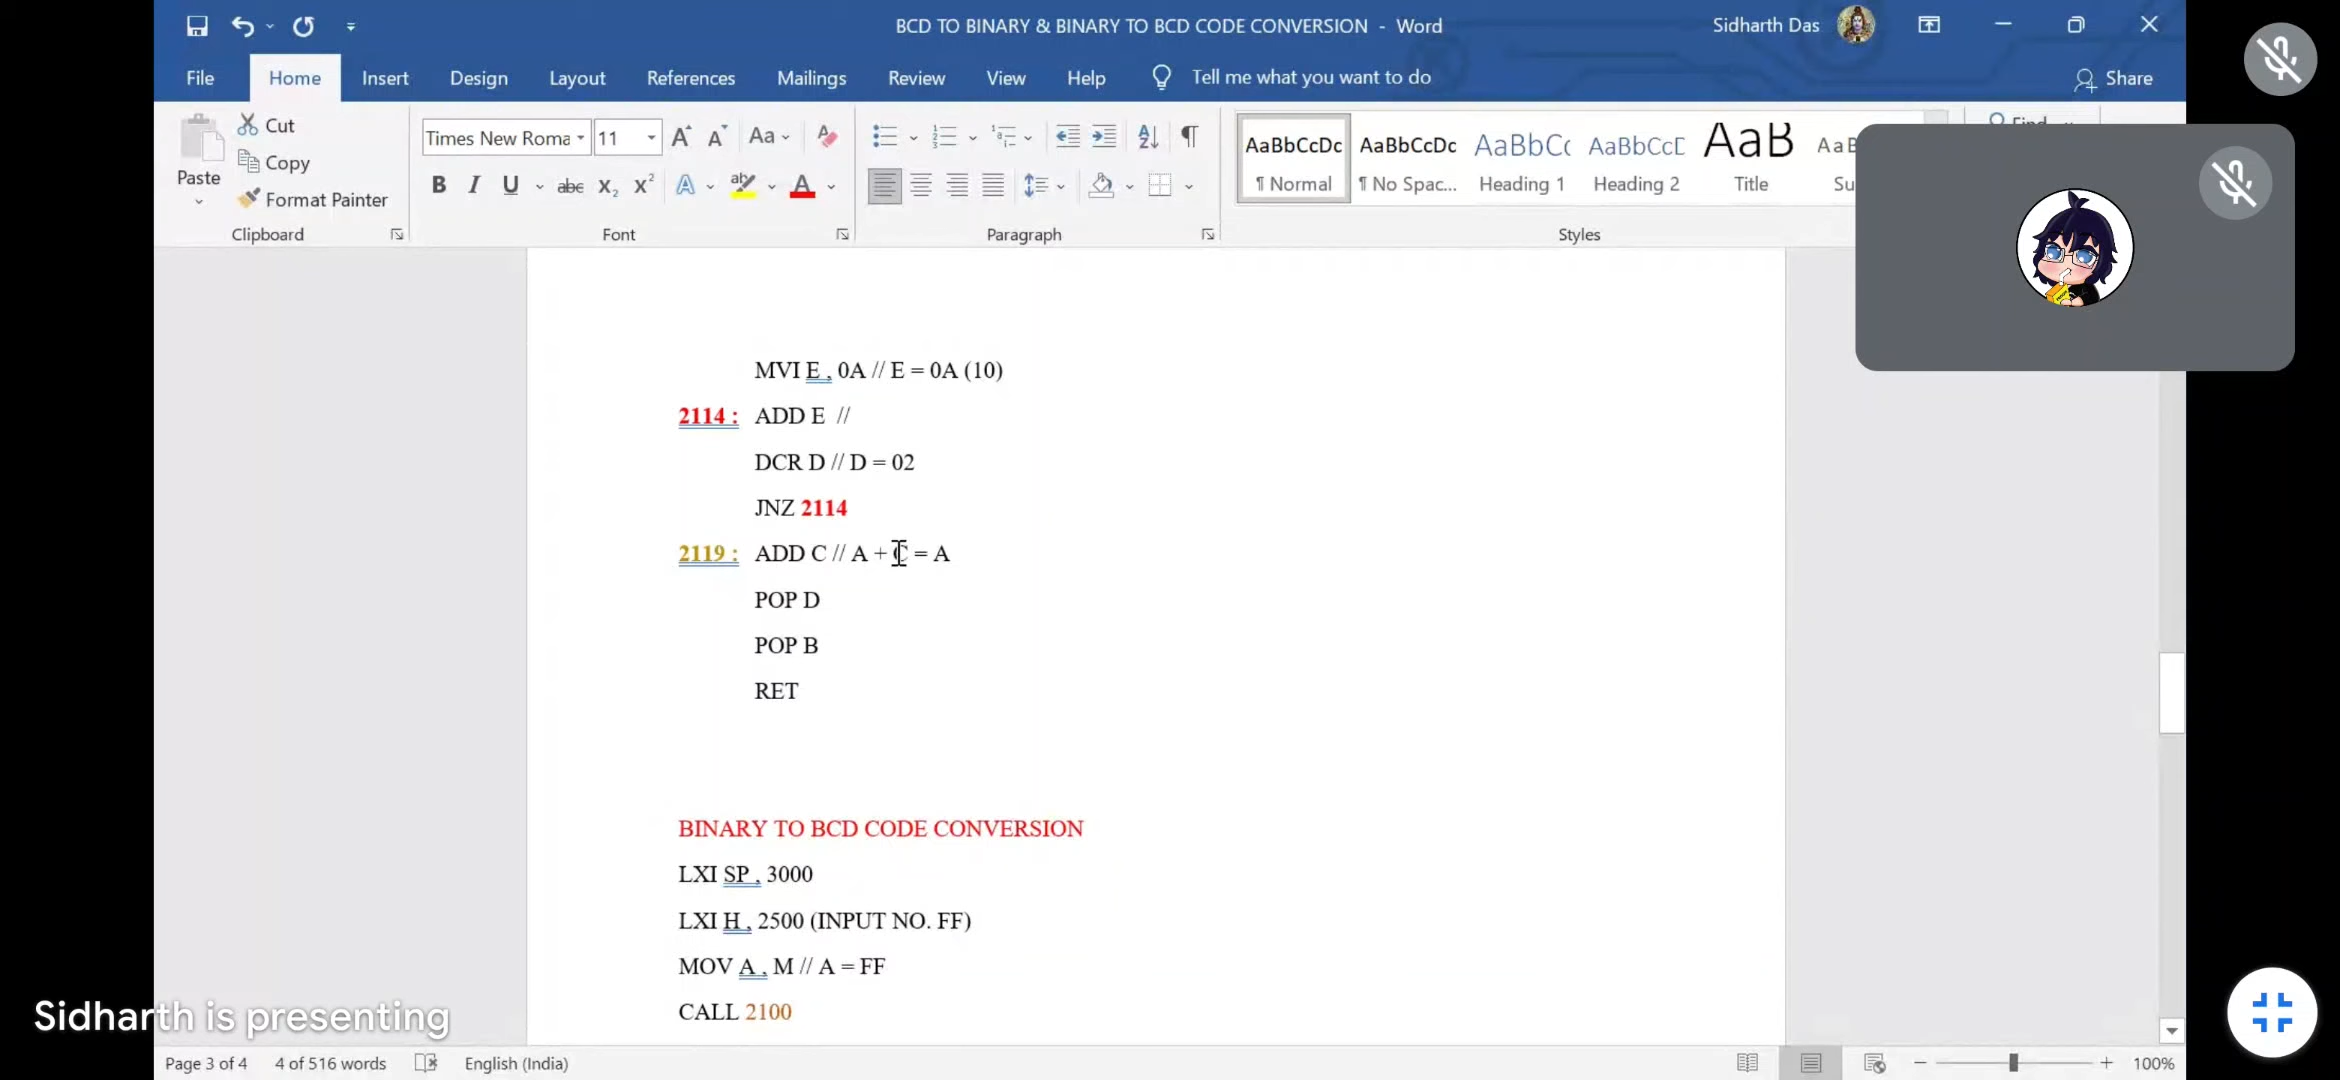 BCD TO BINARY & BINARY TO BCD CODE CONVERSION - Word
Sidharth Das
File Home Insert Design Layout References Mailings Review View Help Tell me what you want to do
Share
Paste
Cut
Copy
Format Painter
Clipboard
Times New Roma 11
Font
Paragraph
AaBbCcDc AaBbCcDc AaBbCc AaBbCcE AaB AaB
¶ Normal ¶ No Spac... Heading 1 Heading 2 Title Su
Styles
MVI E , 0A // E = 0A (10)
2114 : ADD E //
DCR D // D = 02
JNZ 2114
2119 : ADD C // A + C = A
POP D
POP B
RET
BINARY TO BCD CODE CONVERSION
LXI SP , 3000
LXI H , 2500 (INPUT NO. FF)
MOV A , M // A = FF
CALL 2100
Sidharth is presenting
Page 3 of 4 4 of 516 words English (India) 100%